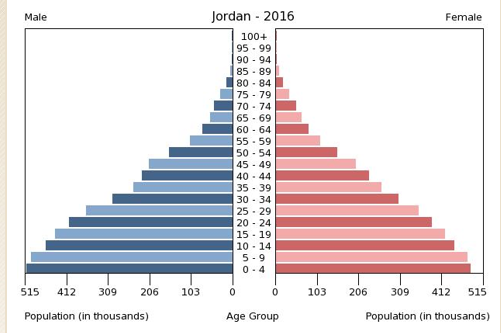 Male Jordan - 2016 Female
100+
95 - 99
90 - 94
85 - 89
80 - 84
75 - 79
70 - 74
65 - 69
60 - 64
55 - 59
50 - 54
45 - 49
40 - 44
35 - 39
30 - 34
25 - 29
20 - 24
15 - 19
10 - 14
5 - 9
0 - 4
515 412 309 206 103 0 0 103 206 309 412 515
Population (in thousands) Age Group Population (in thousands)